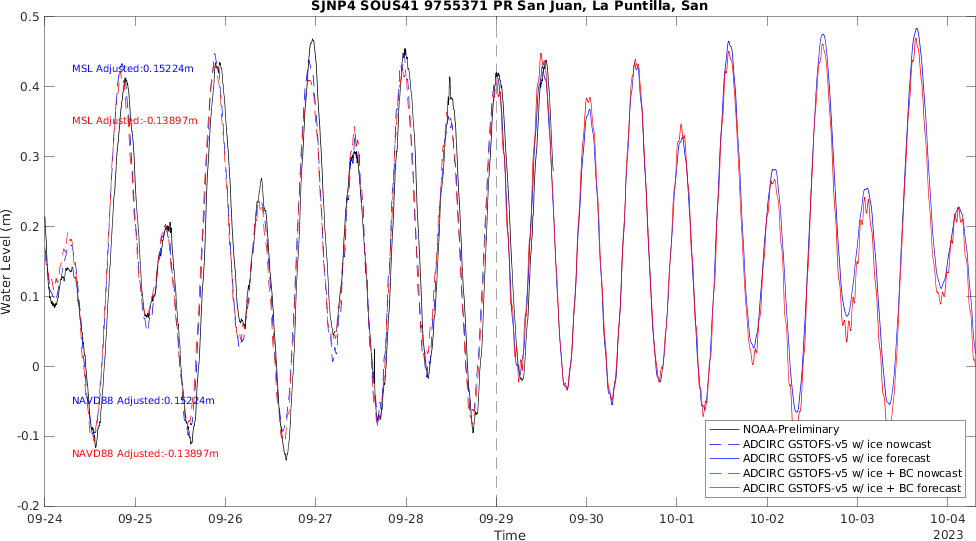 SJNP4 SOUS41 9755371 PR San Juan, La Puntilla, San
Water Level (m)
0.5
0.4
0.3
0.2
0.1
0
-0.1
-0.2
MSL Adjusted:0.15224m
MSL Adjusted:-0.13897m
NAVD88 Adjusted:0.15224m
NAVD88 Adjusted:-0.13897m
NOAA-Preliminary
ADCIRC GSTOFS-v5 w/ ice nowcast
ADCIRC GSTOFS-v5 w/ ice forecast
ADCIRC GSTOFS-v5 w/ ice + BC nowcast
ADCIRC GSTOFS-v5 w/ ice + BC forecast
09-24 09-25 09-26 09-27 09-28 09-29 09-30 10-01 10-02 10-03 10-04
Time
2023